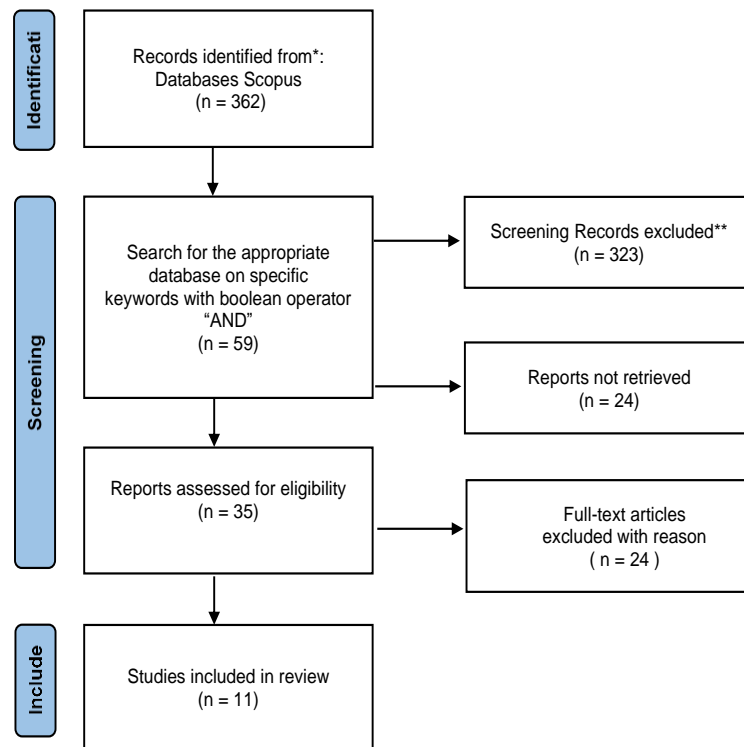 Identificati
Records identified from*:
Databases Scopus
(n = 362)
Screening
Search for the appropriate
database on specific
keywords with boolean operator
“AND”
(n = 59)
Screening Records excluded**
(n = 323)
Reports not retrieved
(n = 24)
Reports assessed for eligibility
(n = 35)
Full-text articles
excluded with reason
( n = 24 )
Include
Studies included in review
(n = 11)